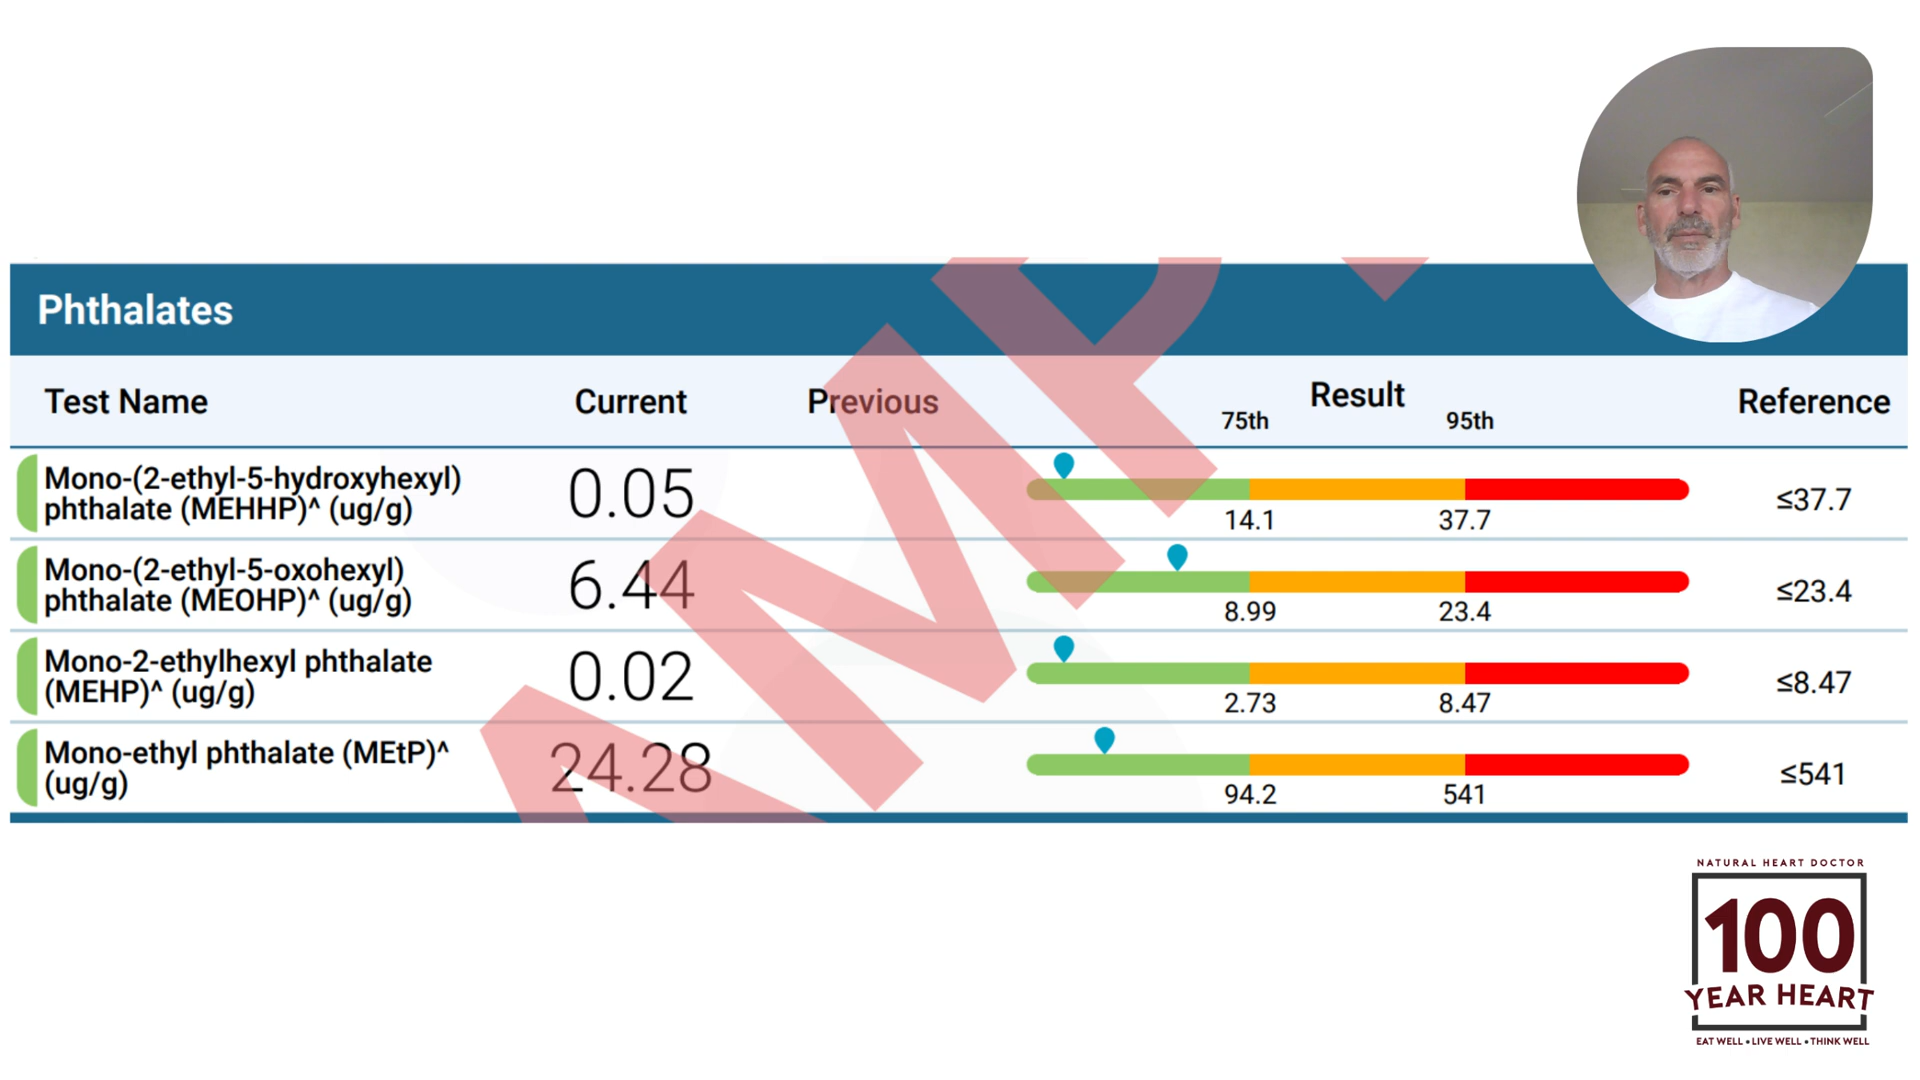 Phthalates
Test Name Current Previous Result Reference
75th 95th
Mono-(2-ethyl-5-hydroxyhexyl)
phthalate (MEHHP)^ (ug/g)
0.05
14.1 37.7
≤37.7
Mono-(2-ethyl-5-oxohexyl)
phthalate (MEOHP)^ (ug/g)
6.44
8.99 23.4
≤23.4
Mono-2-ethylhexyl phthalate
(MEHP)^ (ug/g)
0.02
2.73 8.47
≤8.47
Mono-ethyl phthalate (MEtP)^
(ug/g)
24.28
94.2 541
≤541
NATURAL HEART DOCTOR
100
YEAR HEART
EAT WELL • LIVE WELL • THINK WELL